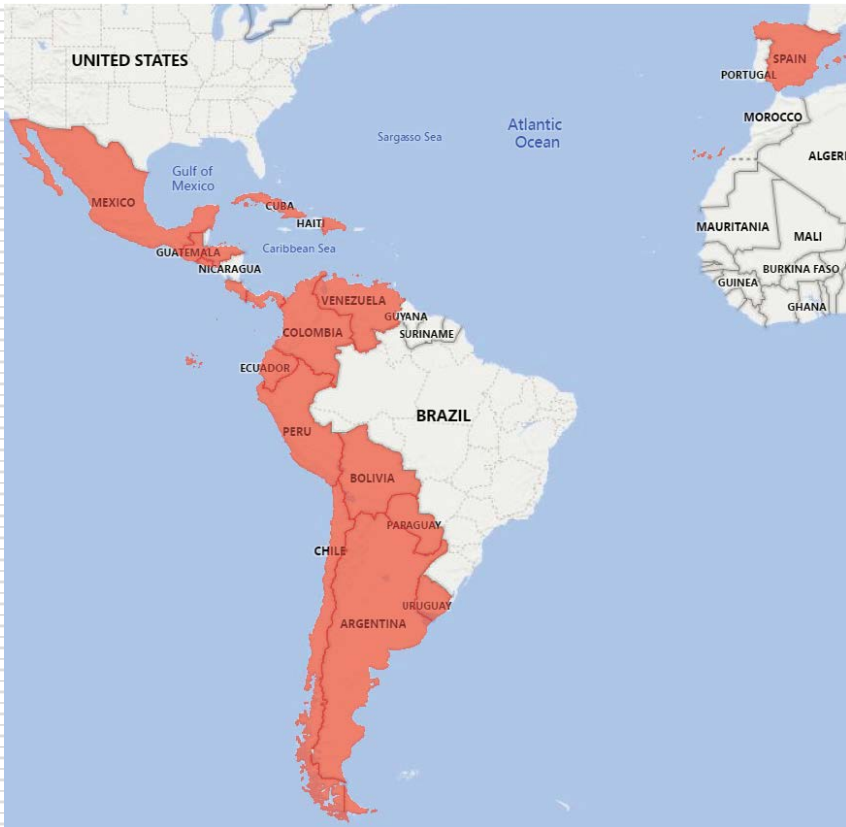 UNITED STATES
SPAIN
PORTUGAL
Sargasso Sea
Atlantic
Ocean
MOROCCO
ALGERI
Gulf of
Mexico
MEXICO
CUBA
HAITI
MAURITANIA
MALI
Caribbean Sea
GUATEMALA
NICARAGUA
BURKINA FASO
GUINEA
VENEZUELA
GHANA
GUYANA
COLOMBIA
SURINAME
ECUADOR
BRAZIL
PERU
BOLIVIA
PARAGUAY
CHILE
URUGUAY
ARGENTINA